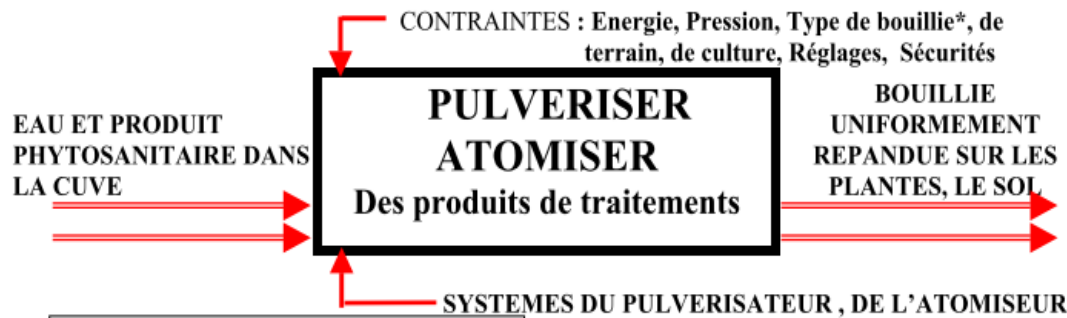 CONTRAINTES : Energie, Pression, Type de bouillie*, de
terrain, de culture, Réglages, Sécurités
EAU ET PRODUIT
PHYTOSANITAIRE DANS
LA CUVE
PULVERISER
ATOMISER
Des produits de traitements
BOUILLIE
UNIFORMEMENT
REPANDUE SUR LES
PLANTES, LE SOL
SYSTEMES DU PULVERISATEUR , DE L’ATOMISEUR